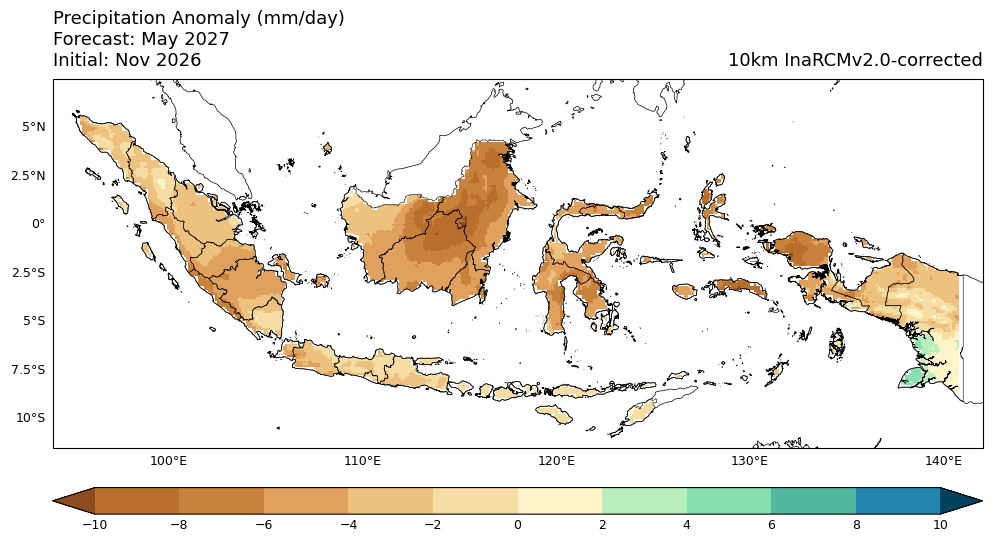 Precipitation Anomaly (mm/day)
Forecast: May 2027
Initial: Nov 2026
10km InaRCMv2.0-corrected
5°N
2.5°N
0°
2.5°S
5°S
7.5°S
10°S
100°E 110°E 120°E 130°E 140°E
−10 −8 −6 −4 −2 0 2 4 6 8 10